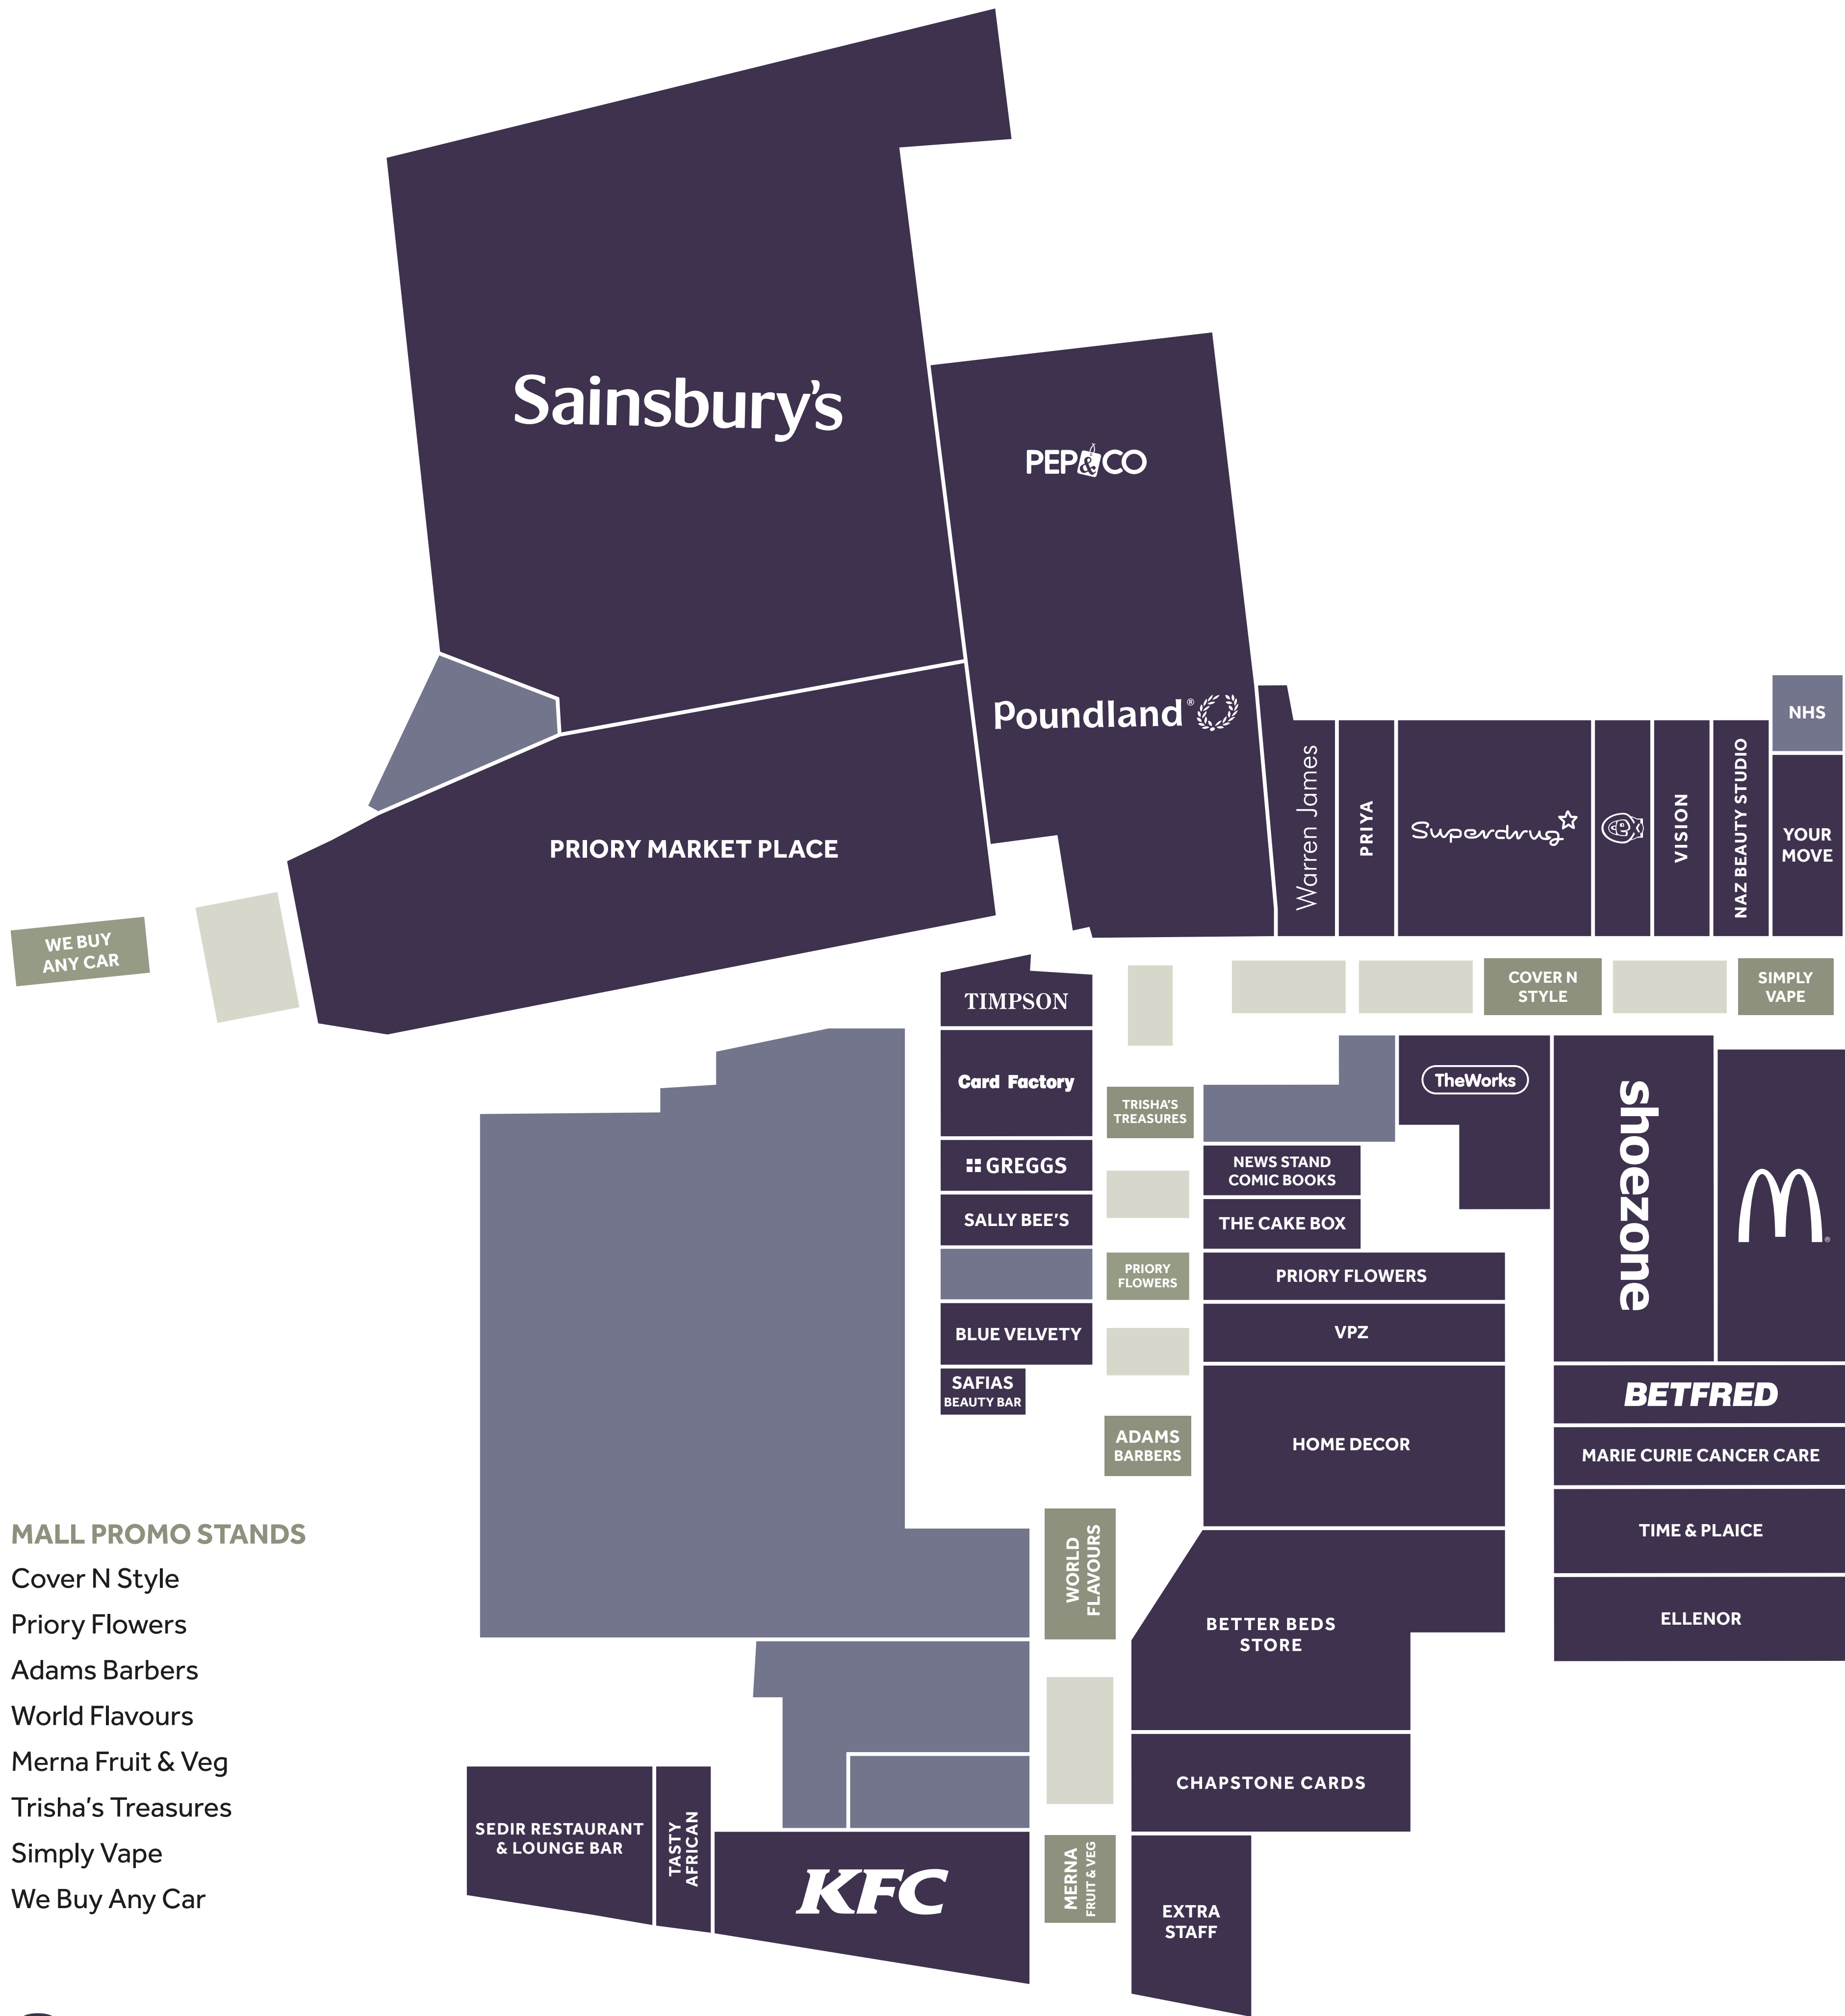 Sainsbury's
PEP&CO
Poundland®
NHS
Warren James
PRIYA
Superdrug
VISION
NAZ BEAUTY STUDIO
YOUR
MOVE
PRIORY MARKET PLACE
WE BUY
ANY CAR
COVER N
STYLE
SIMPLY
VAPE
TIMPSON
Card Factory
TheWorks
shoezone
TRISHA'S
TREASURES
GREGGS
NEWS STAND
COMIC BOOKS
M®
SALLY BEE'S
THE CAKE BOX
PRIORY
FLOWERS
PRIORY FLOWERS
BLUE VELVETY
VPZ
SAFIAS
BEAUTY BAR
BETFRED
ADAMS
BARBERS
HOME DECOR
MARIE CURIE CANCER CARE
WORLD
FLAVOURS
TIME & PLAICE
BETTER BEDS
STORE
ELLENOR
CHAPSTONE CARDS
SEDIR RESTAURANT
& LOUNGE BAR
TASTY
AFRICAN
KFC
MERNA
FRUIT & VEG
EXTRA
STAFF
MALL PROMO STANDS
Cover N Style
Priory Flowers
Adams Barbers
World Flavours
Merna Fruit & Veg
Trisha's Treasures
Simply Vape
We Buy Any Car